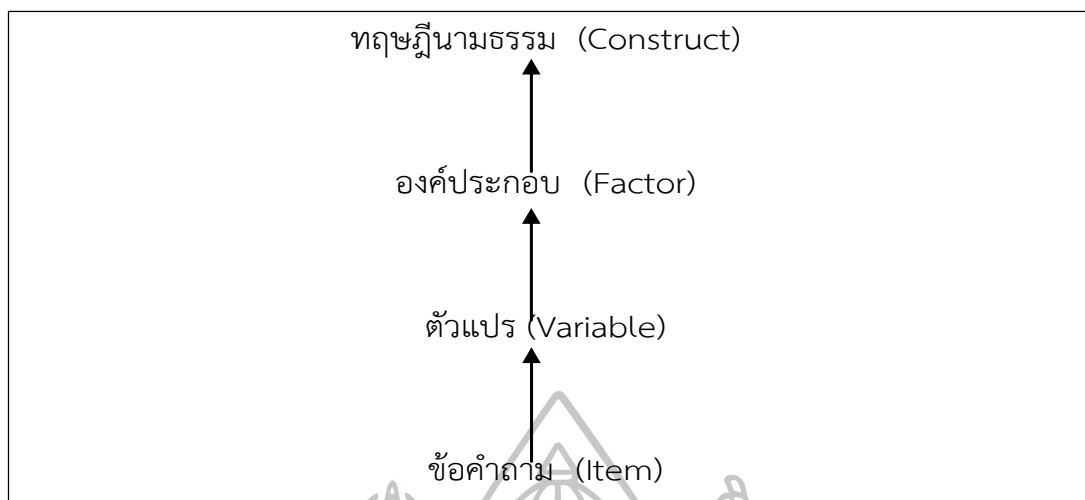 ทฤษฎีนามธรรม (Construct)
องค์ประกอบ (Factor)
ตัวแปร (Variable)
ข้อคำถาม (Item)